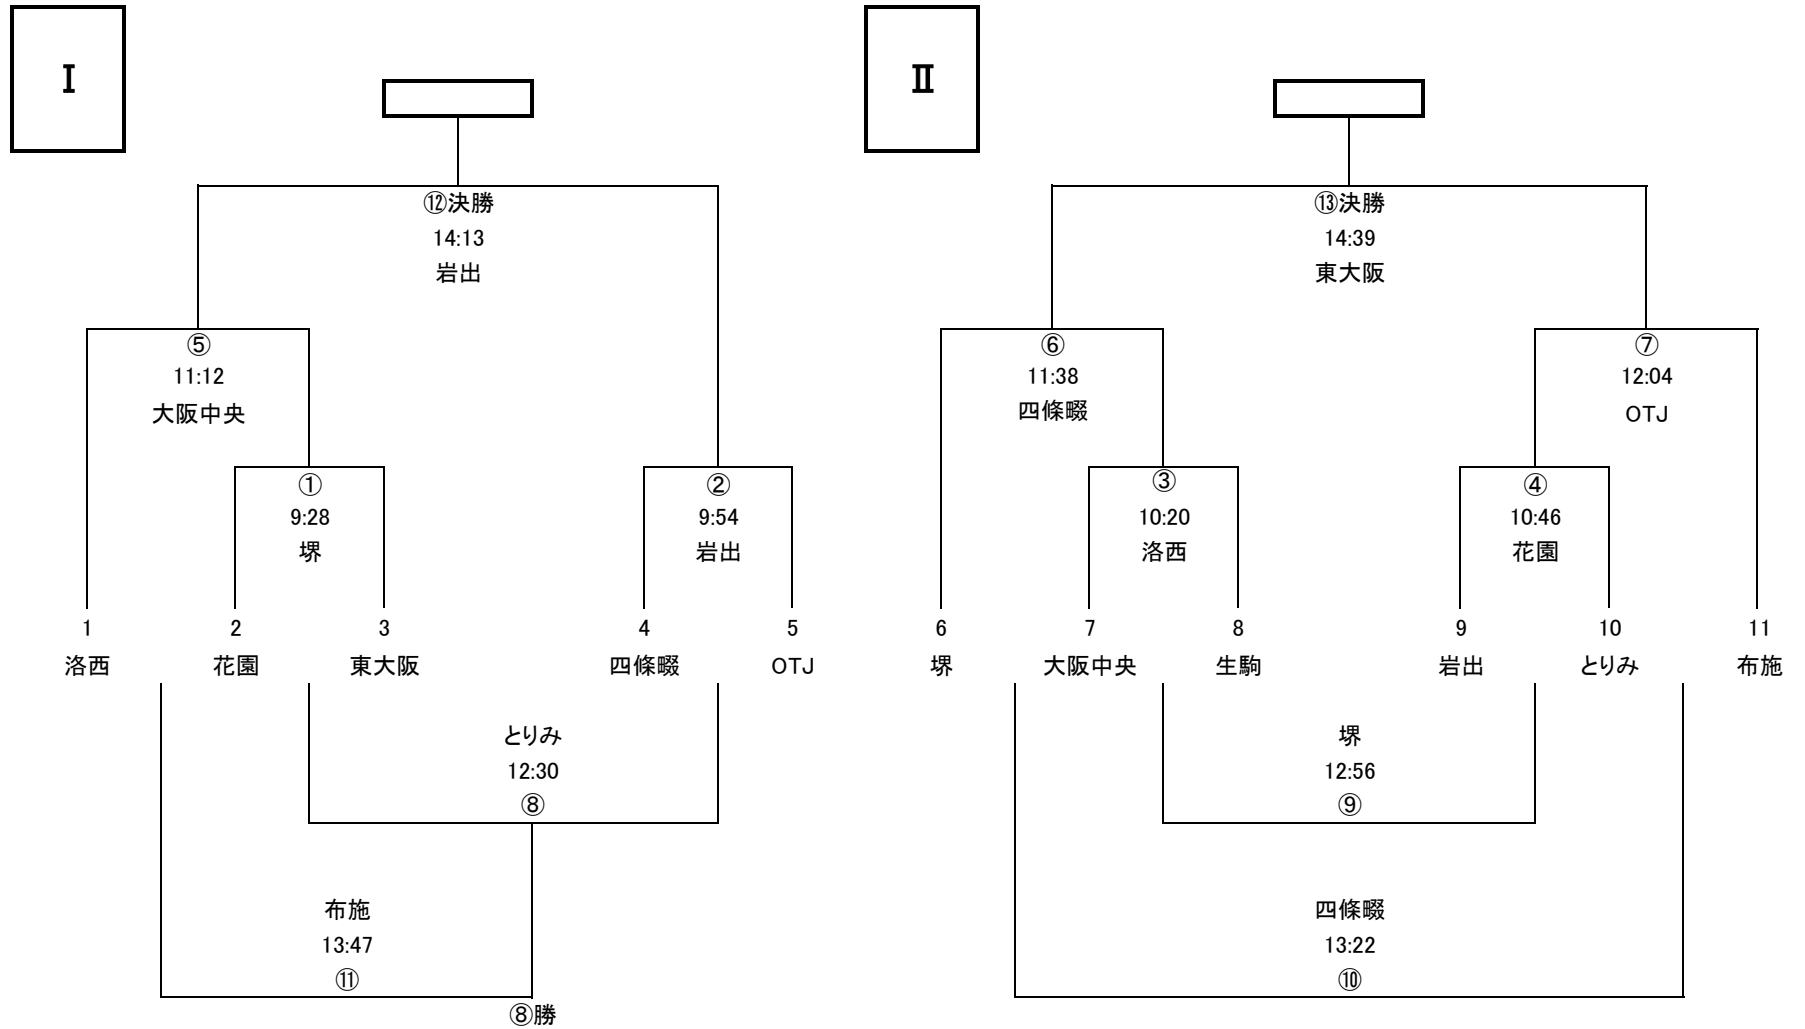 Ⅰ
⑫決勝
14:13
岩出
⑤
11:12
大阪中央
①
9:28
堺
②
9:54
岩出
1
2
3
4
5
洛西
花園
東大阪
四條畷
OTJ
とりみ
12:30
⑧
布施
13:47
⑪
⑧勝
Ⅱ
⑬決勝
14:39
東大阪
⑥
11:38
四條畷
⑦
12:04
OTJ
③
10:20
洛西
④
10:46
花園
6
7
8
9
10
11
堺
大阪中央
生駒
岩出
とりみ
布施
堺
12:56
⑨
四條畷
13:22
⑩